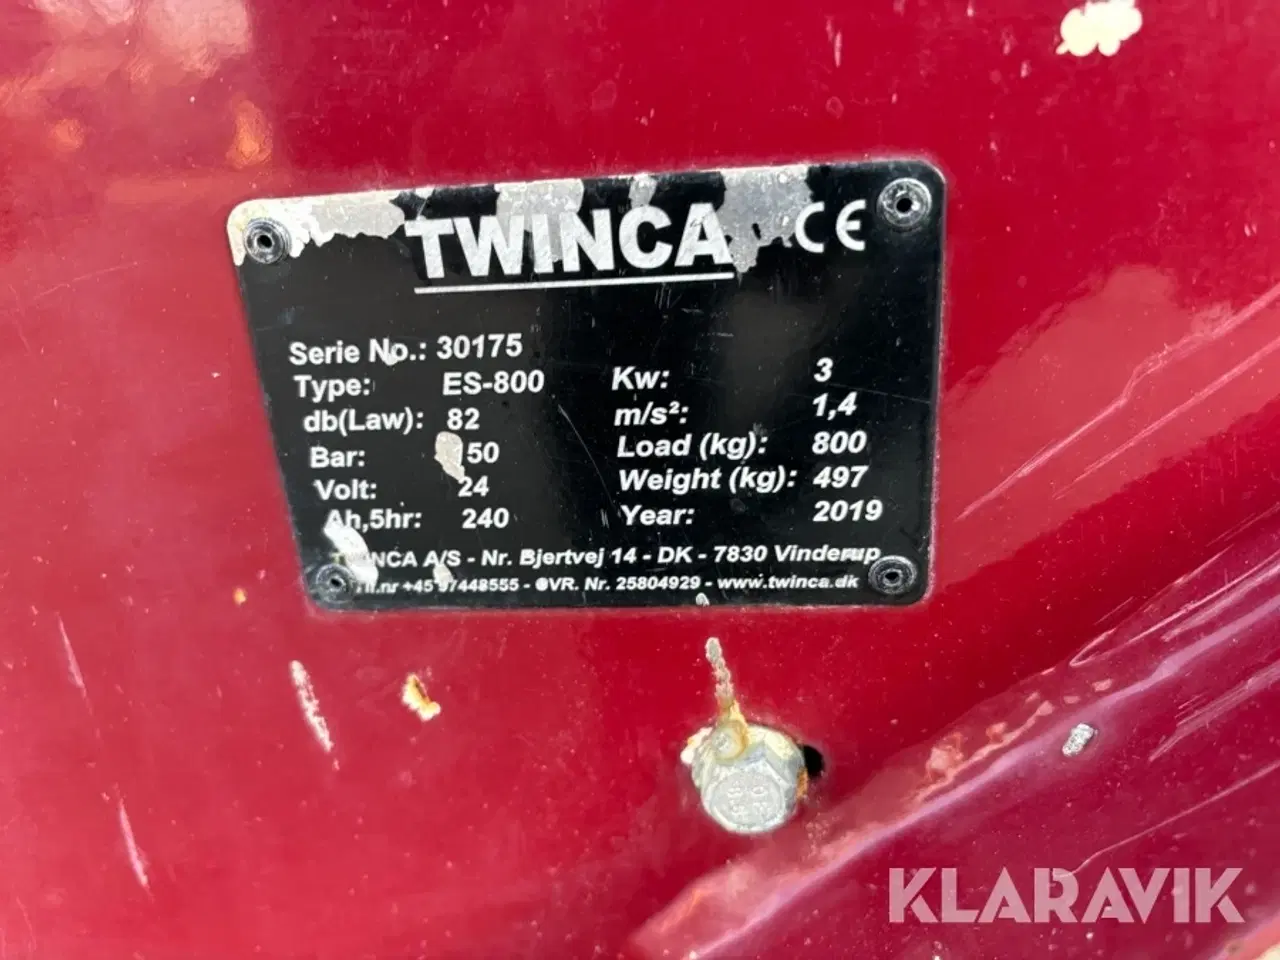 TWINCA CE
Serie No.: 30175
Type: ES-800
db(Law): 82
Bar: 150
Volt: 24
Ah,5hr: 240
Kw: 3
m/s²: 1,4
Load (kg): 800
Weight (kg): 497
Year: 2019
TWINCA A/S - Nr. Bjertvej 14 - DK - 7830 Vinderup
+45 97448555 - CVR. Nr. 25804929 - www.twinca.dk
KLARAVIK